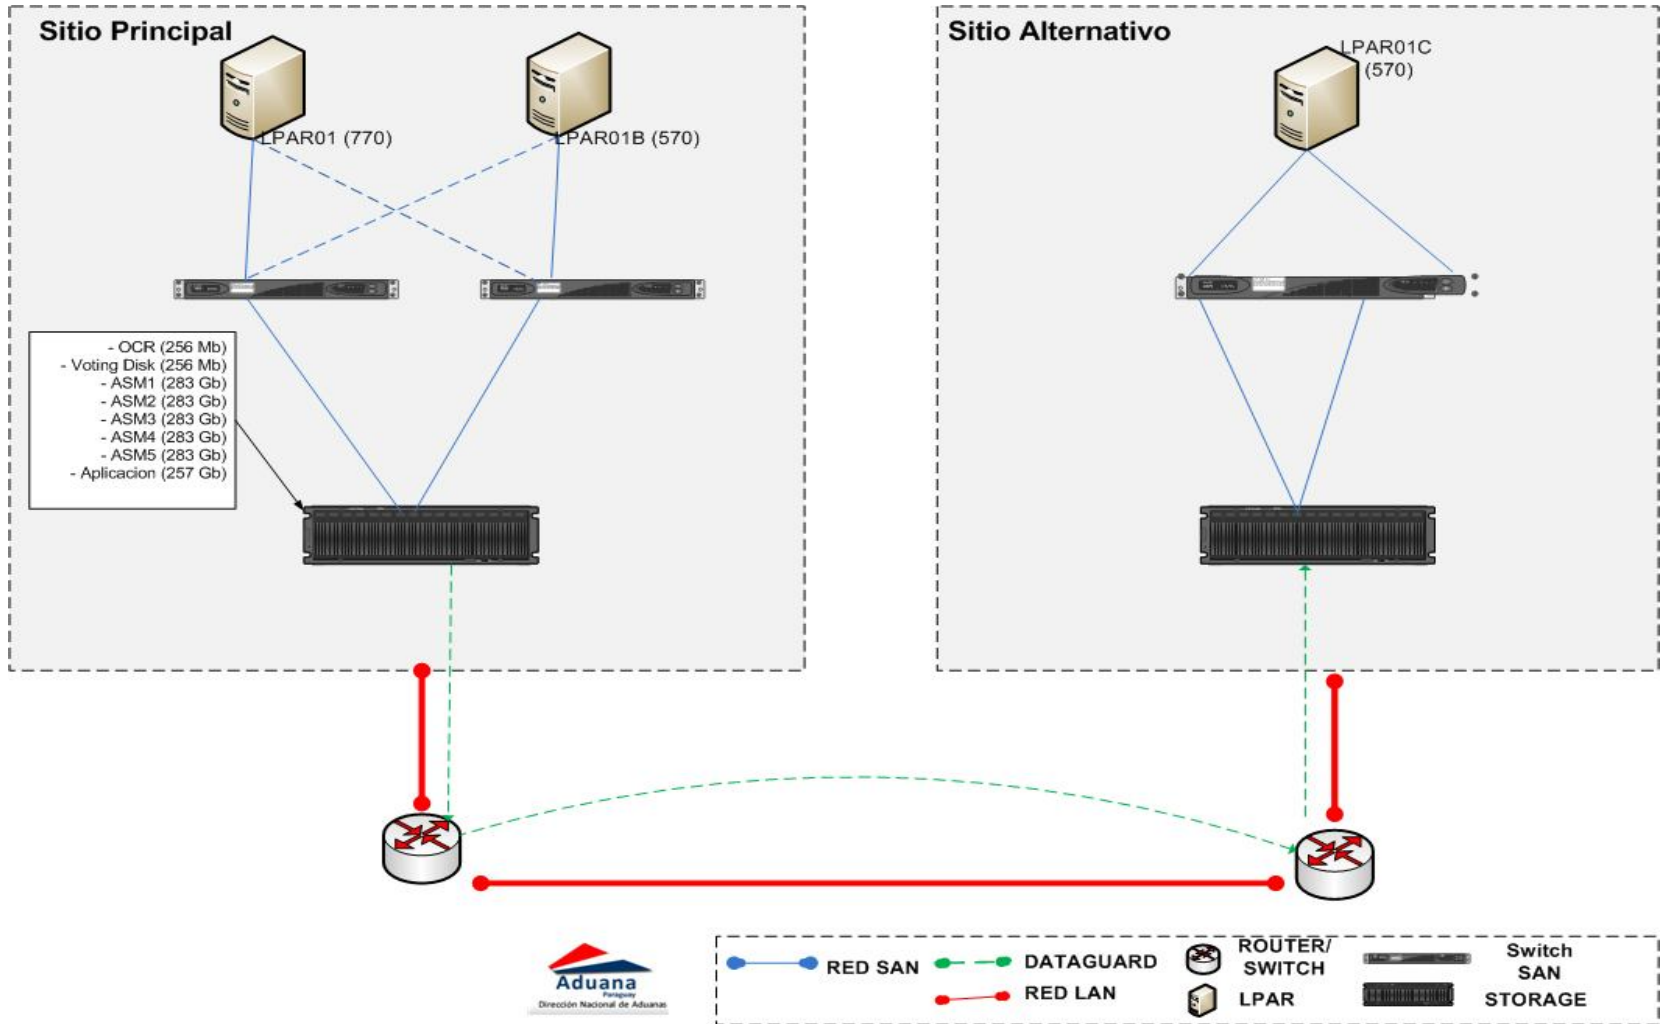 Sitio Principal
LPAR01 (770)
LPAR01B (570)
- OCR (256 Mb)
- Voting Disk (256 Mb)
- ASM1 (283 Gb)
- ASM2 (283 Gb)
- ASM3 (283 Gb)
- ASM4 (283 Gb)
- ASM5 (283 Gb)
- Aplicacion (257 Gb)
Sitio Alternativo
LPAR01C
(570)
Aduana
Paraguay
Dirección Nacional de Aduanas
RED SAN
DATAGUARD
RED LAN
ROUTER/
SWITCH
LPAR
Switch
SAN
STORAGE